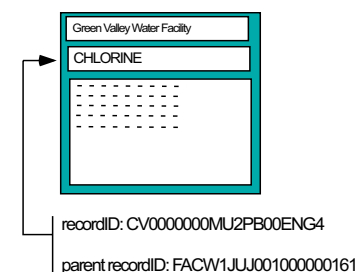 Green Valley Water Facility
CHLORINE
- - - - - - - - -
- - - - - - - - -
- - - - - - - - -
- - - - - - - - -
- - - - - - - - -
recordID: CV0000000MU2PB00ENG4
parent recordID: FACW1JUJ001000000161